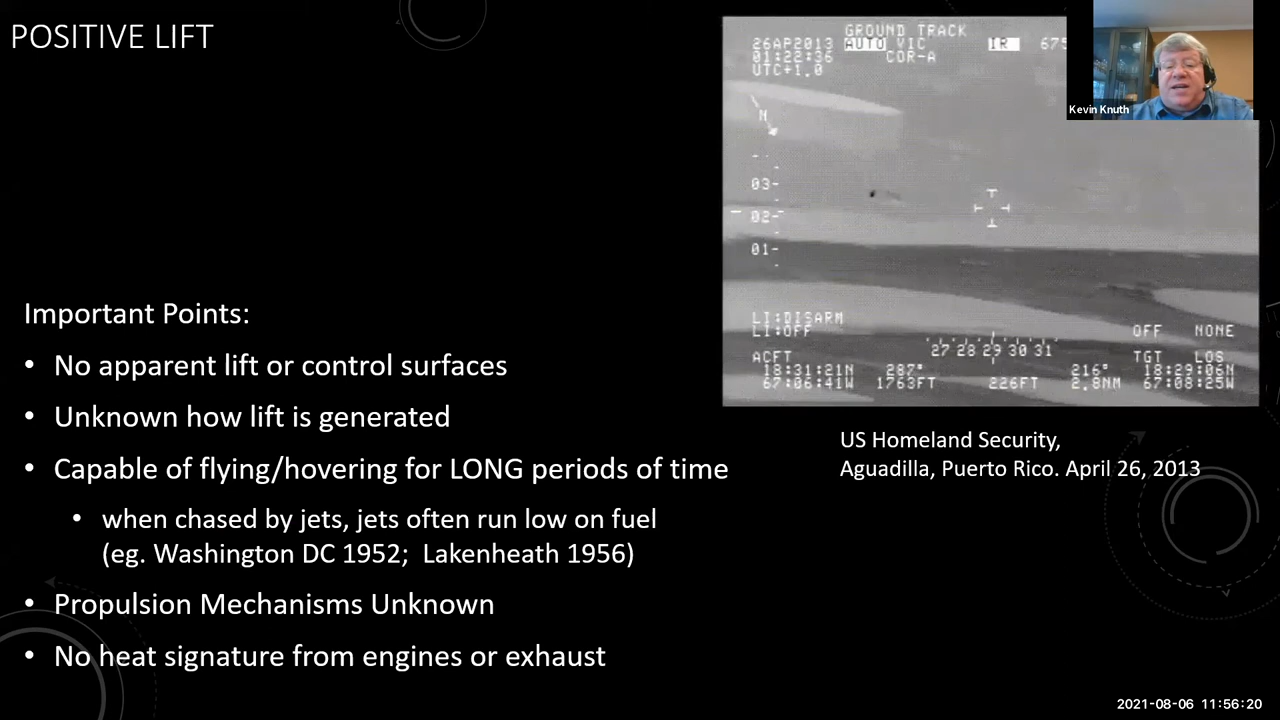 POSITIVE LIFT
GROUND TRACK
26AP2013 AUTO VIC IR 675
01:22:36 COR-A
UTC+1.0
N
03-
02-
01-
LI:DISARM
LI:OFF OFF NONE
27 28 29 30 31
ACFT TGT LOS
18:31:21N 287° 216° 18:29:06N
67:06:41W 1763FT 226FT 2.8NM 67:08:25W
Kevin Knuth
US Homeland Security,
Aguadilla, Puerto Rico. April 26, 2013
Important Points:
• No apparent lift or control surfaces
• Unknown how lift is generated
• Capable of flying/hovering for LONG periods of time
• when chased by jets, jets often run low on fuel
(eg. Washington DC 1952; Lakenheath 1956)
• Propulsion Mechanisms Unknown
• No heat signature from engines or exhaust
2021-08-06 11:56:20